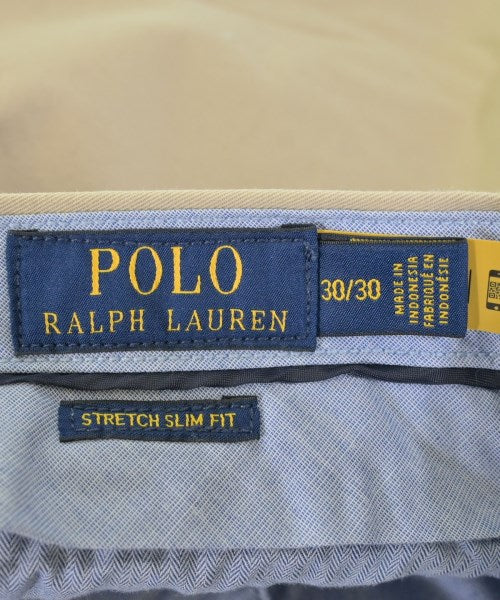 POLO
RALPH LAUREN
30/30
MADE IN
INDONESIA
FABRIQUÉ EN
INDONÉSIE
STRETCH SLIM FIT